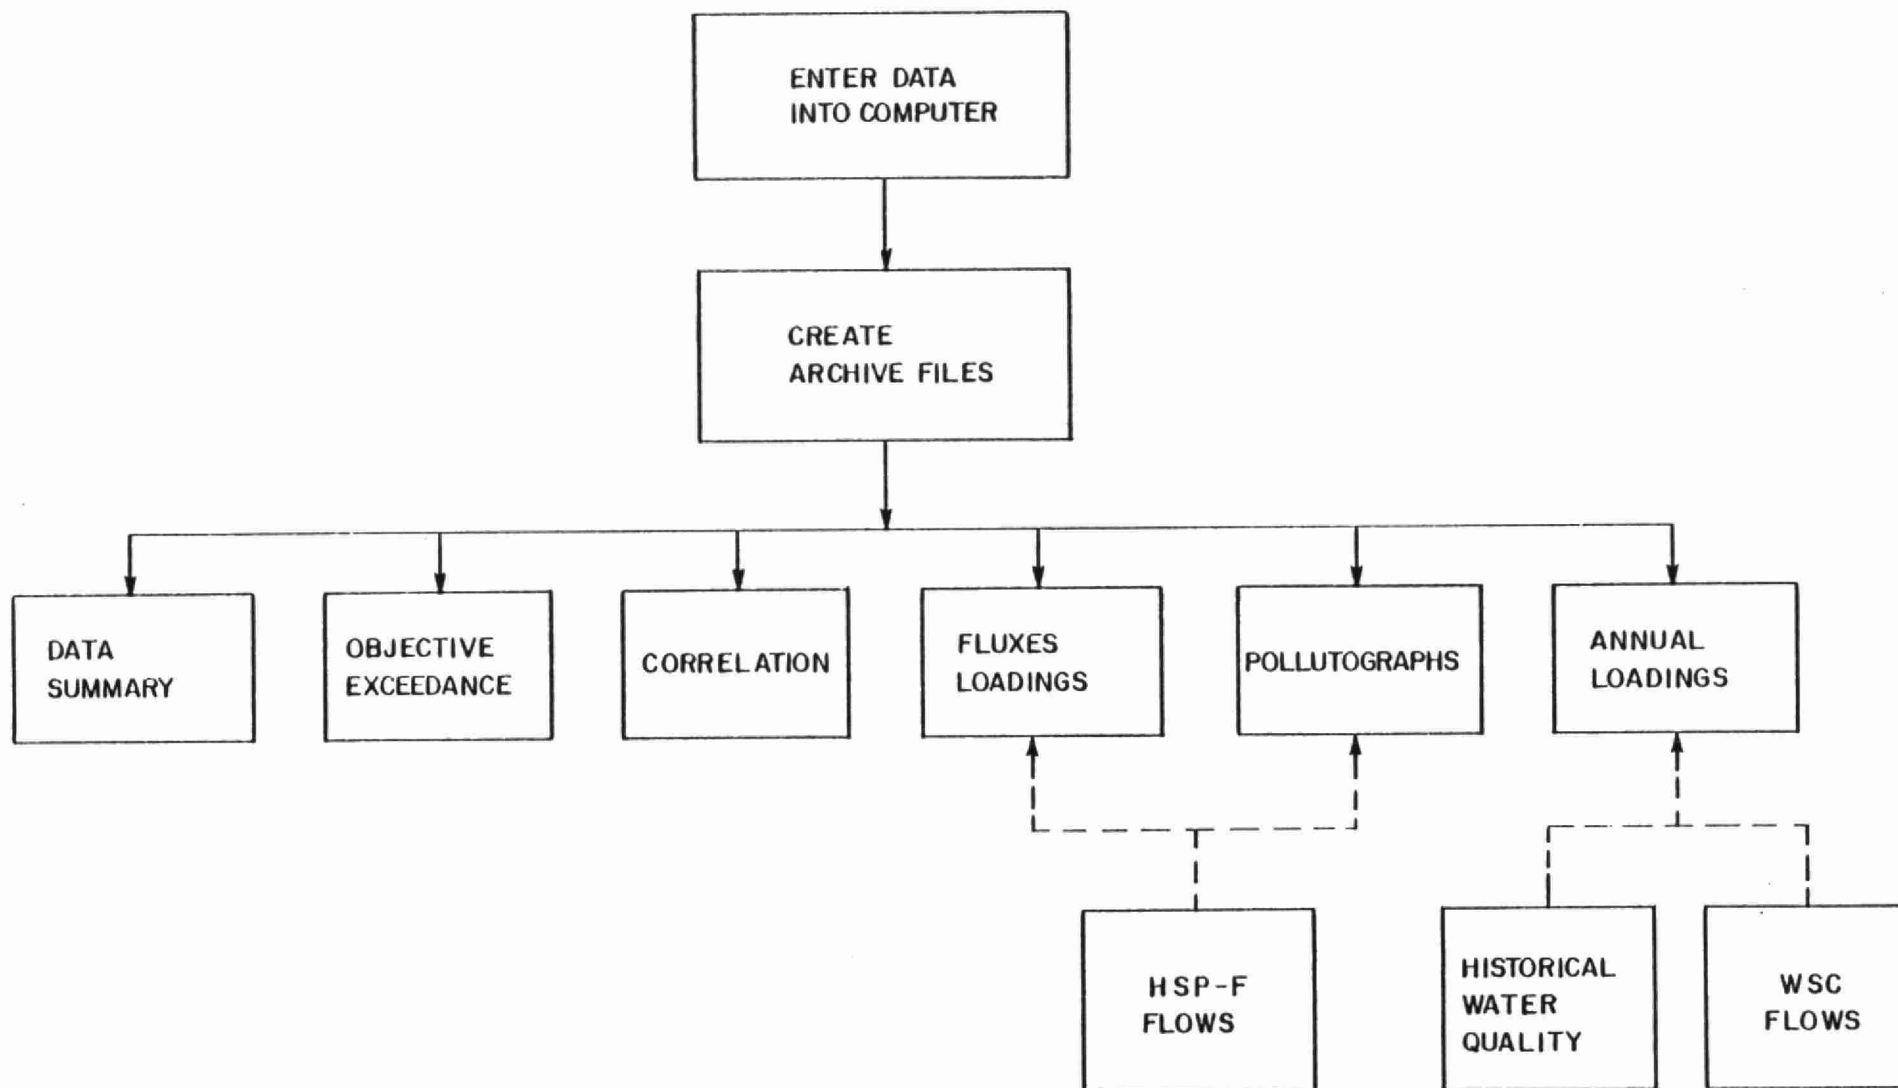 ENTER DATA
INTO COMPUTER
CREATE
ARCHIVE FILES
DATA
SUMMARY
OBJECTIVE
EXCEEDANCE
CORRELATION
FLUXES
LOADINGS
POLLUTOGRAPHS
ANNUAL
LOADINGS
HSP-F
FLOWS
HISTORICAL
WATER
QUALITY
WSC
FLOWS